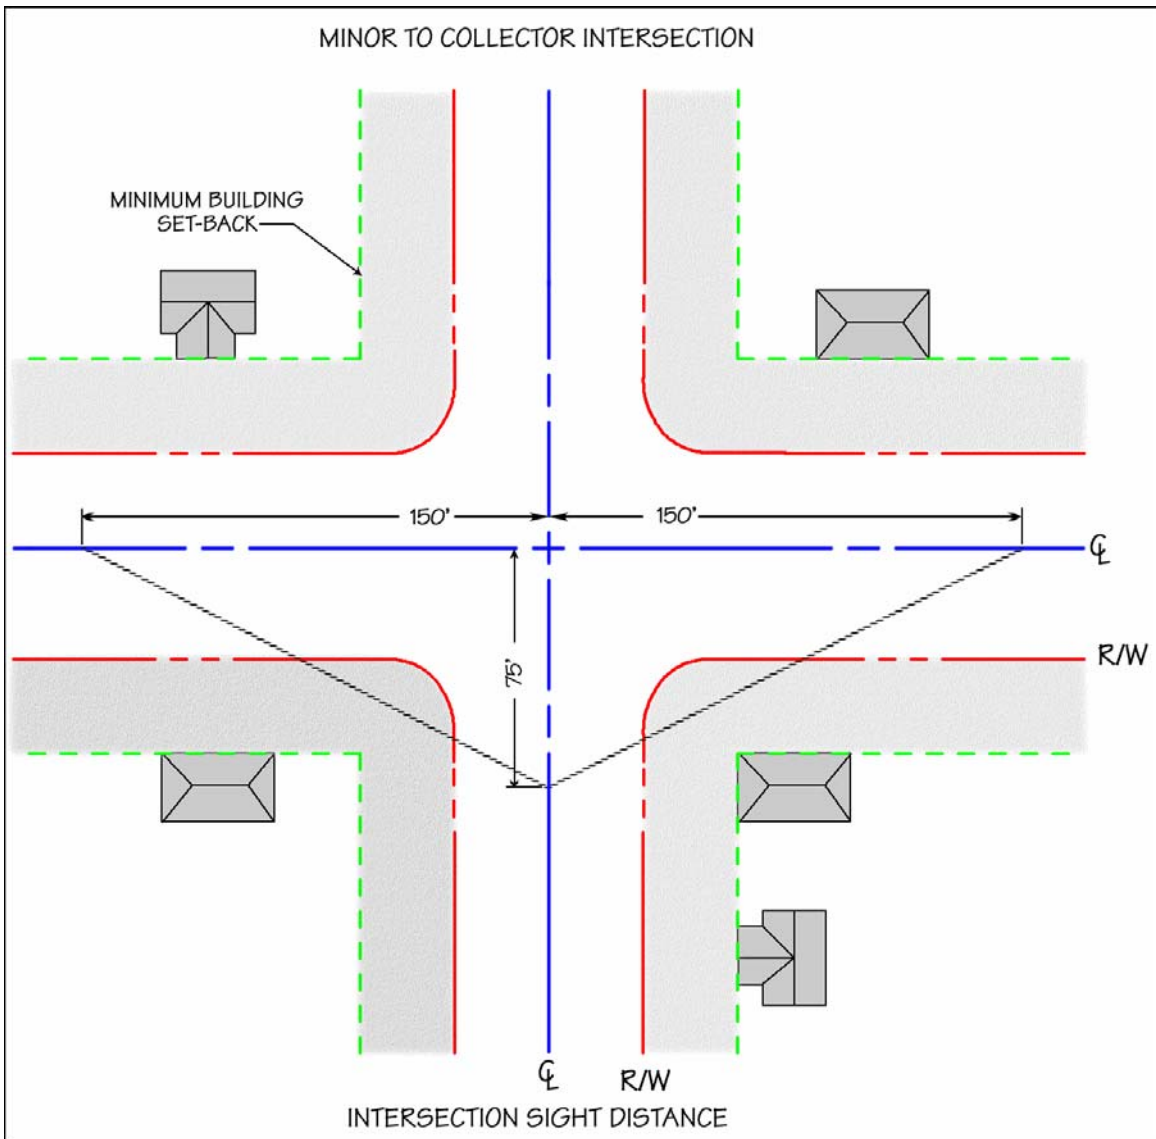 MINOR TO COLLECTOR INTERSECTION
MINIMUM BUILDING
SET-BACK
150'
150'
℄
75'
R/W
℄
R/W
INTERSECTION SIGHT DISTANCE